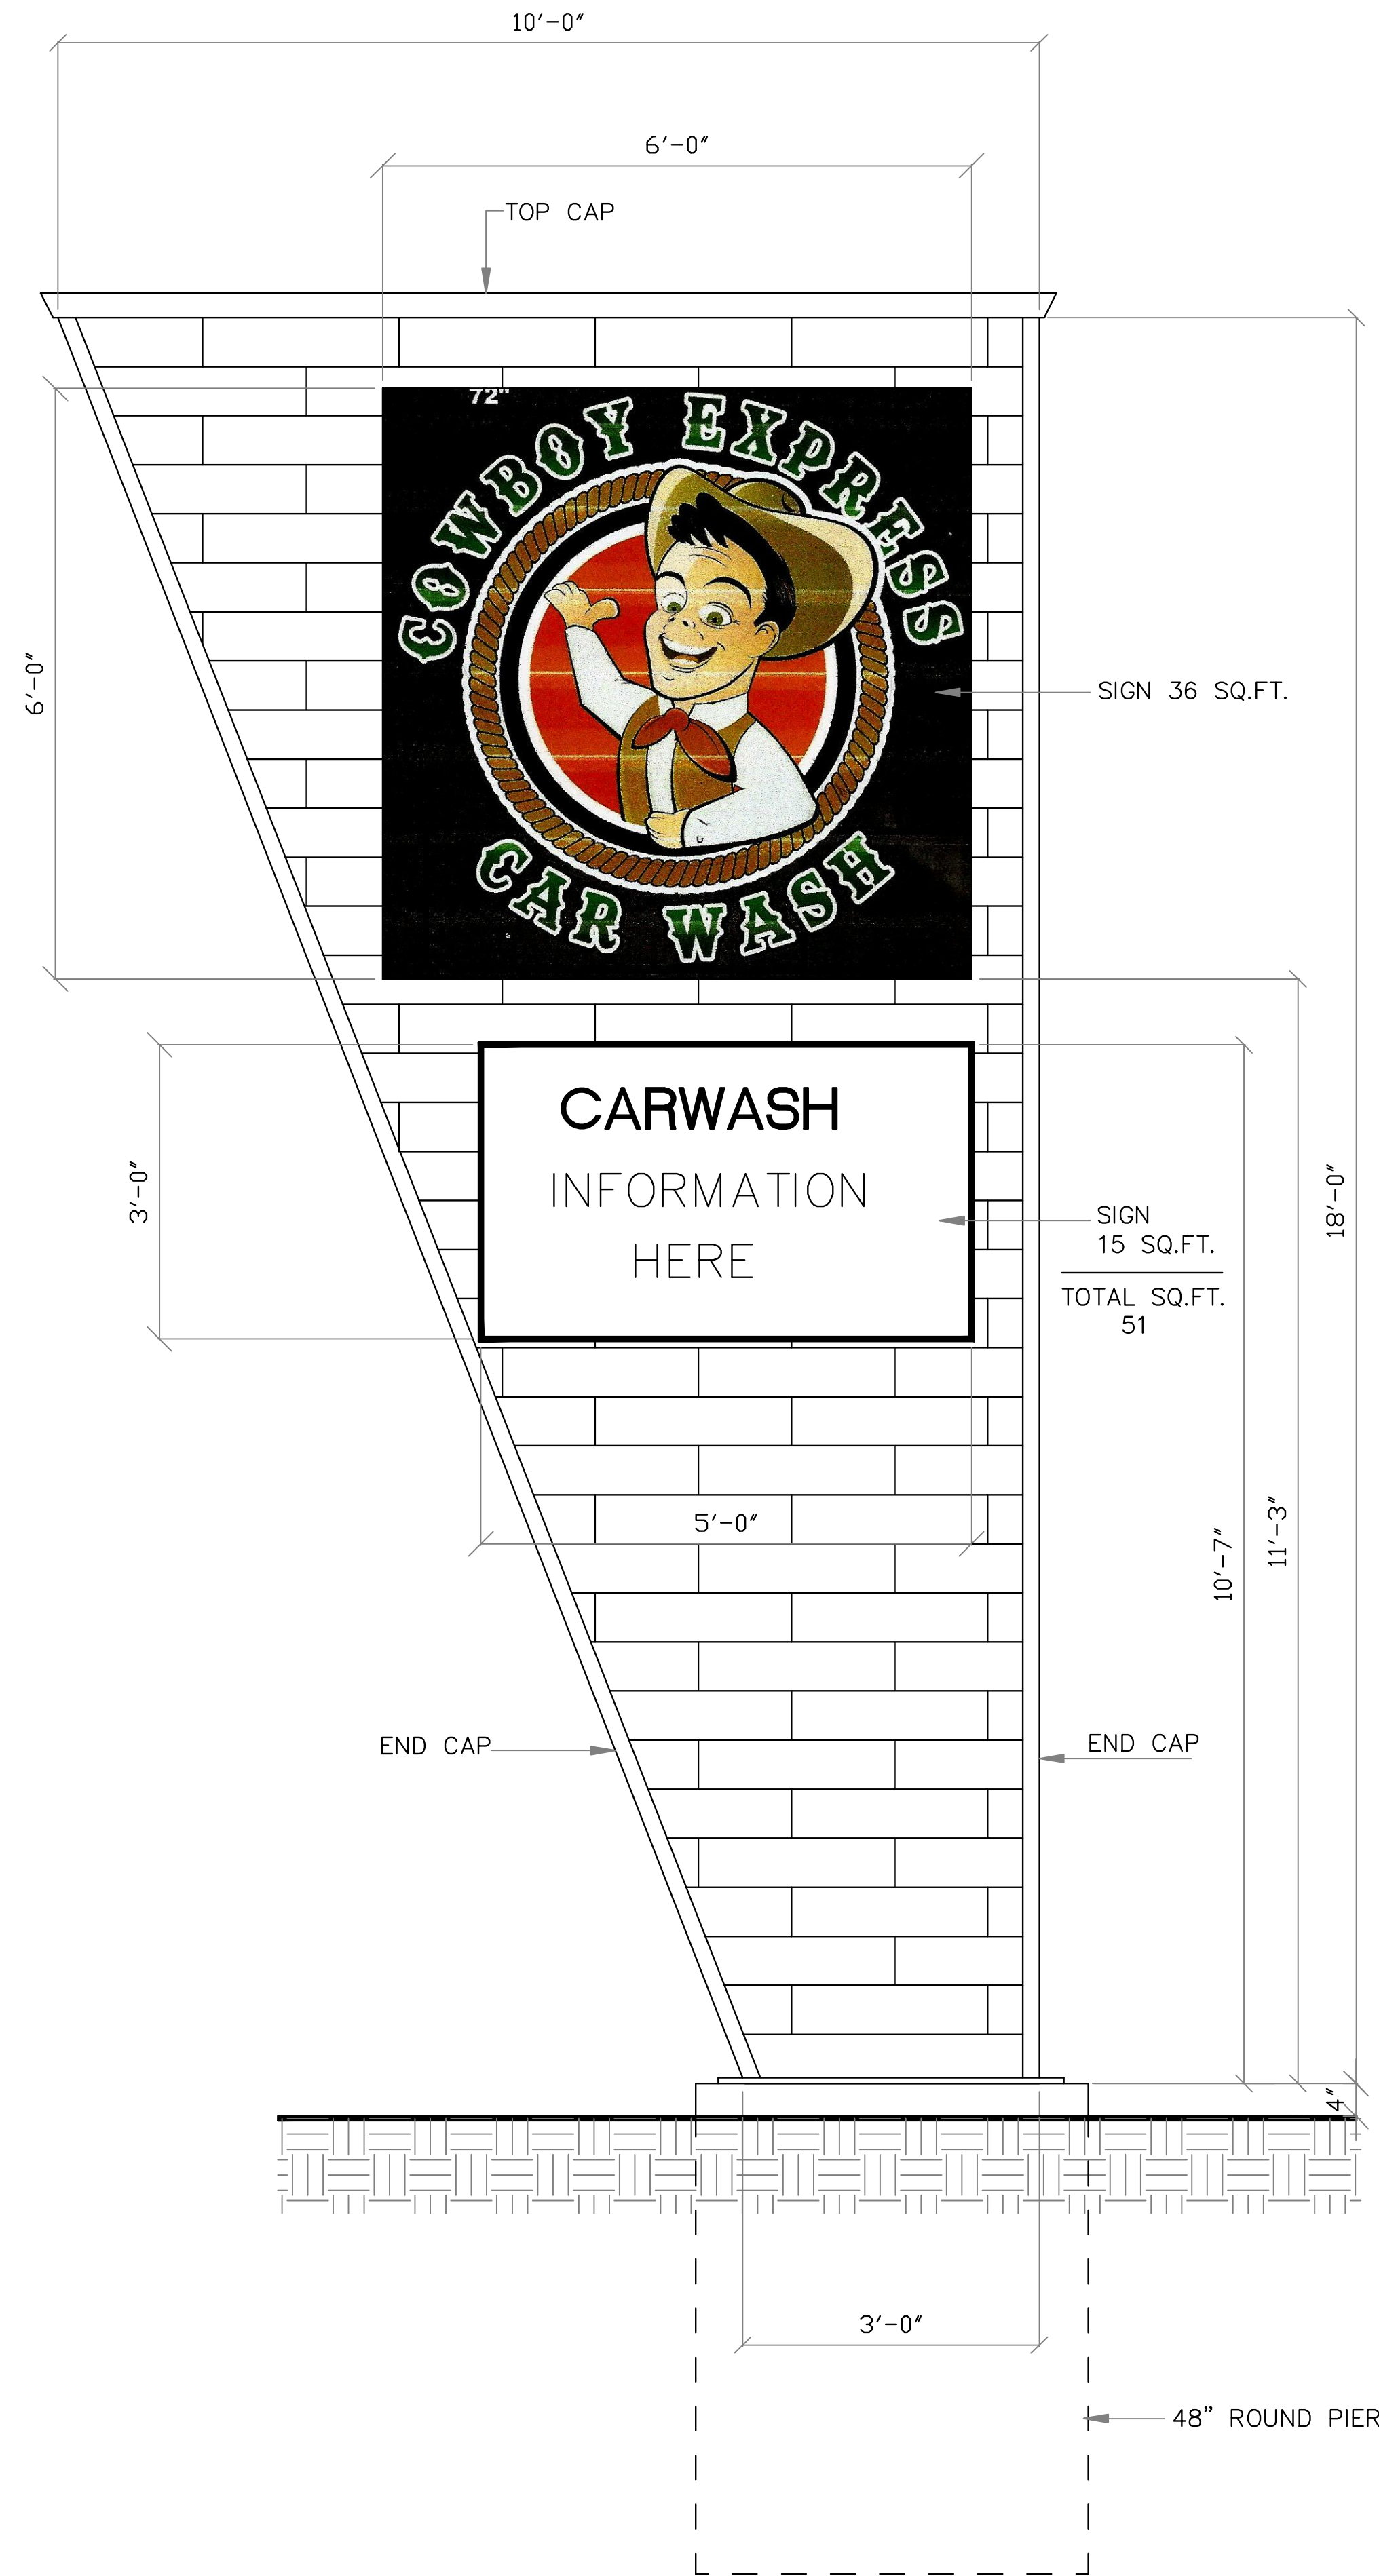 10'-0"
6'-0"
TOP CAP
72"
COWBOY EXPRESS
6'-0"
SIGN 36 SQ.FT.
CAR WASH
CARWASH
INFORMATION
HERE
3'-0"
SIGN
15 SQ.FT.
TOTAL SQ.FT.
51
18'-0"
5'-0"
10'-7"
11'-3"
END CAP
END CAP
4"
3'-0"
48" ROUND PIER